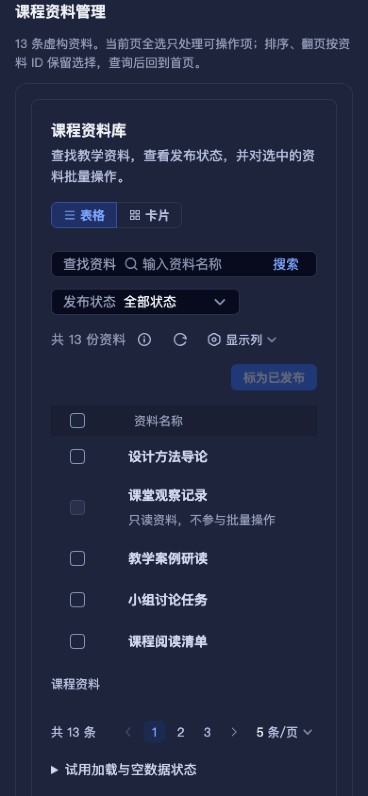 课程资料管理
13 条虚构资料。当前页全选只处理可操作项；排序、翻页按资
料 ID 保留选择，查询后回到首页。
课程资料库
查找教学资料，查看发布状态，并对选中的资
料批量操作。
表格 卡片
查找资料 输入资料名称 搜索
发布状态 全部状态
共 13 份资料 显示列
标为已发布
资料名称
设计方法导论
课堂观察记录
只读资料，不参与批量操作
教学案例研读
小组讨论任务
课程阅读清单
课程资料
共 13 条 1 2 3 5 条/页
试用加载与空数据状态